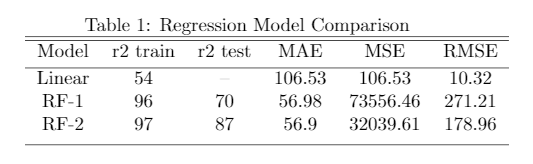 Table 1: Regression Model Comparison
Model r2 train r2 test MAE MSE RMSE
Linear 54 – 106.53 106.53 10.32
RF-1 96 70 56.98 73556.46 271.21
RF-2 97 87 56.9 32039.61 178.96